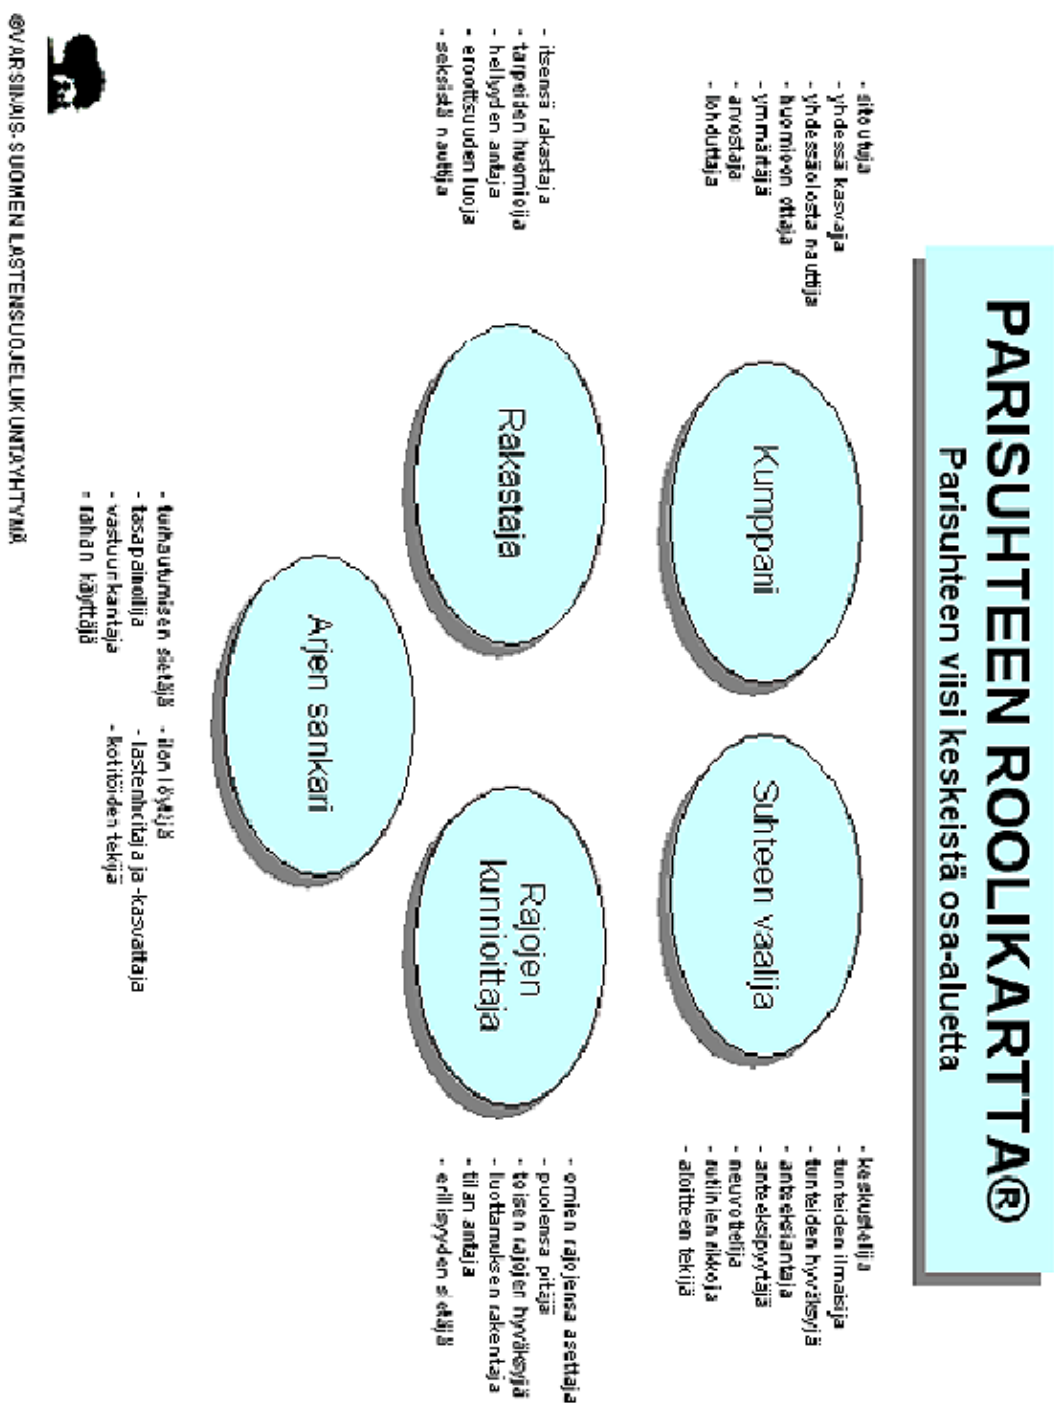 PARISUHTEEN ROOLIKARTTA®
Parisuhteen viisi keskeistä osa-aluetta
- sitoutuja
- yhdessä kasvaja
- yhdessäolosta nauttija
- huomioon ottaja
- ymmärtäjä
- arvostaja
- lohduttaja
Kumppani
Suhteen vaalija
- keskustelija
- tunteiden ilmaisija
- tunteiden hyväksyjä
- anteeksiantaja
- anteeksipyytäjä
- neuvottelija
- rutiinien rikkoja
- aloitteen tekijä
- itsensä rakastaja
- tarpeiden huomioija
- hellyyden antaja
- eroottisuuden luoja
- seksistä nauttija
Rakastaja
Rajojen
kunnioittaja
- omien rajojensa asettaja
- puolensa pitäjä
- toisen rajojen hyväksyjä
- luottamuksen rakentaja
- tilan antaja
- erillisyyden sietäjä
Arjen sankari
- turhautumisen sietäjä
- tasapainoilija
- vastuunkantaja
- rahan käyttäjä
- ilon löytäjä
- lastenhoitaja ja -kasvattaja
- kotitöiden tekijä
©VARSINAIS-SUOMEN LASTENSUOJELUKUNTAYHTYMÄ